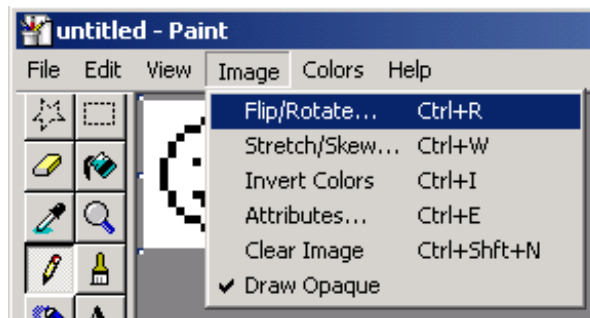 untitled - Paint
File Edit View Image Colors Help
Flip/Rotate... Ctrl+R
Stretch/Skew... Ctrl+W
Invert Colors Ctrl+I
Attributes... Ctrl+E
Clear Image Ctrl+Shft+N
✔ Draw Opaque
A